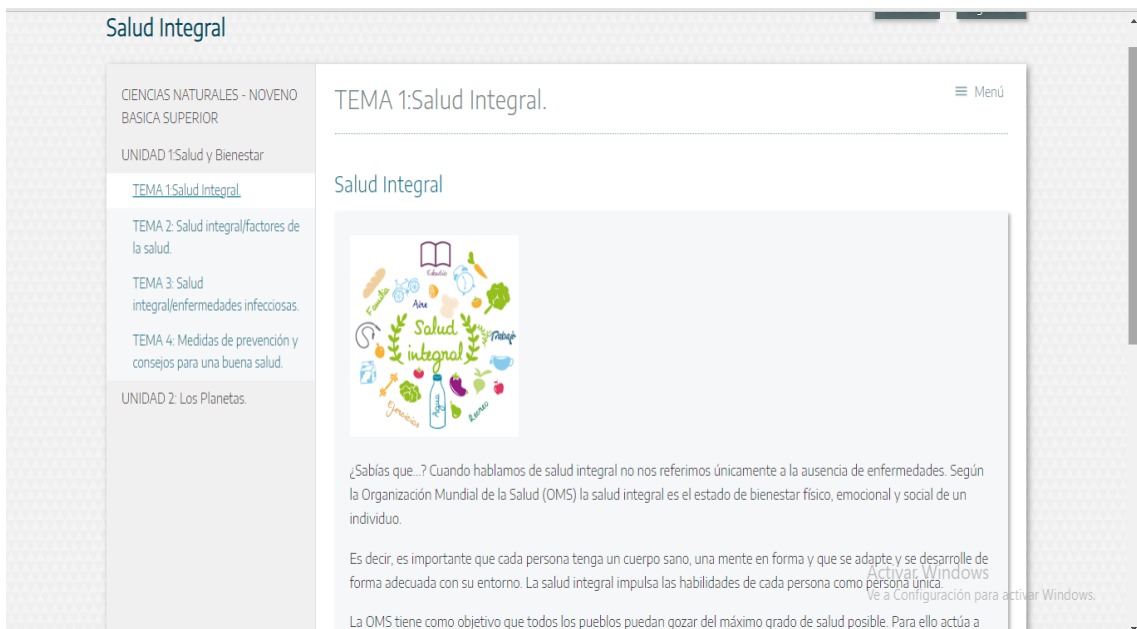 Salud Integral
CIENCIAS NATURALES - NOVENO
BASICA SUPERIOR
UNIDAD 1:Salud y Bienestar
TEMA 1:Salud Integral.
TEMA 2: Salud integral/factores de
la salud.
TEMA 3: Salud
integral/enfermedades infecciosas.
TEMA 4: Medidas de prevención y
consejos para una buena salud.
UNIDAD 2: Los Planetas.
TEMA 1:Salud Integral.
Menú
Salud Integral
Estudio
Familia
Aire
Salud
integral
Trabajo
Ejercicios
Agua
Recreo
¿Sabías que...? Cuando hablamos de salud integral no nos referimos únicamente a la ausencia de enfermedades. Según
la Organización Mundial de la Salud (OMS) la salud integral es el estado de bienestar físico, emocional y social de un
individuo.
Es decir, es importante que cada persona tenga un cuerpo sano, una mente en forma y que se adapte y se desarrolle de
forma adecuada con su entorno. La salud integral impulsa las habilidades de cada persona como persona única.
La OMS tiene como objetivo que todos los pueblos puedan gozar del máximo grado de salud posible. Para ello actúa a
Activar Windows
Ve a Configuración para activar Windows.